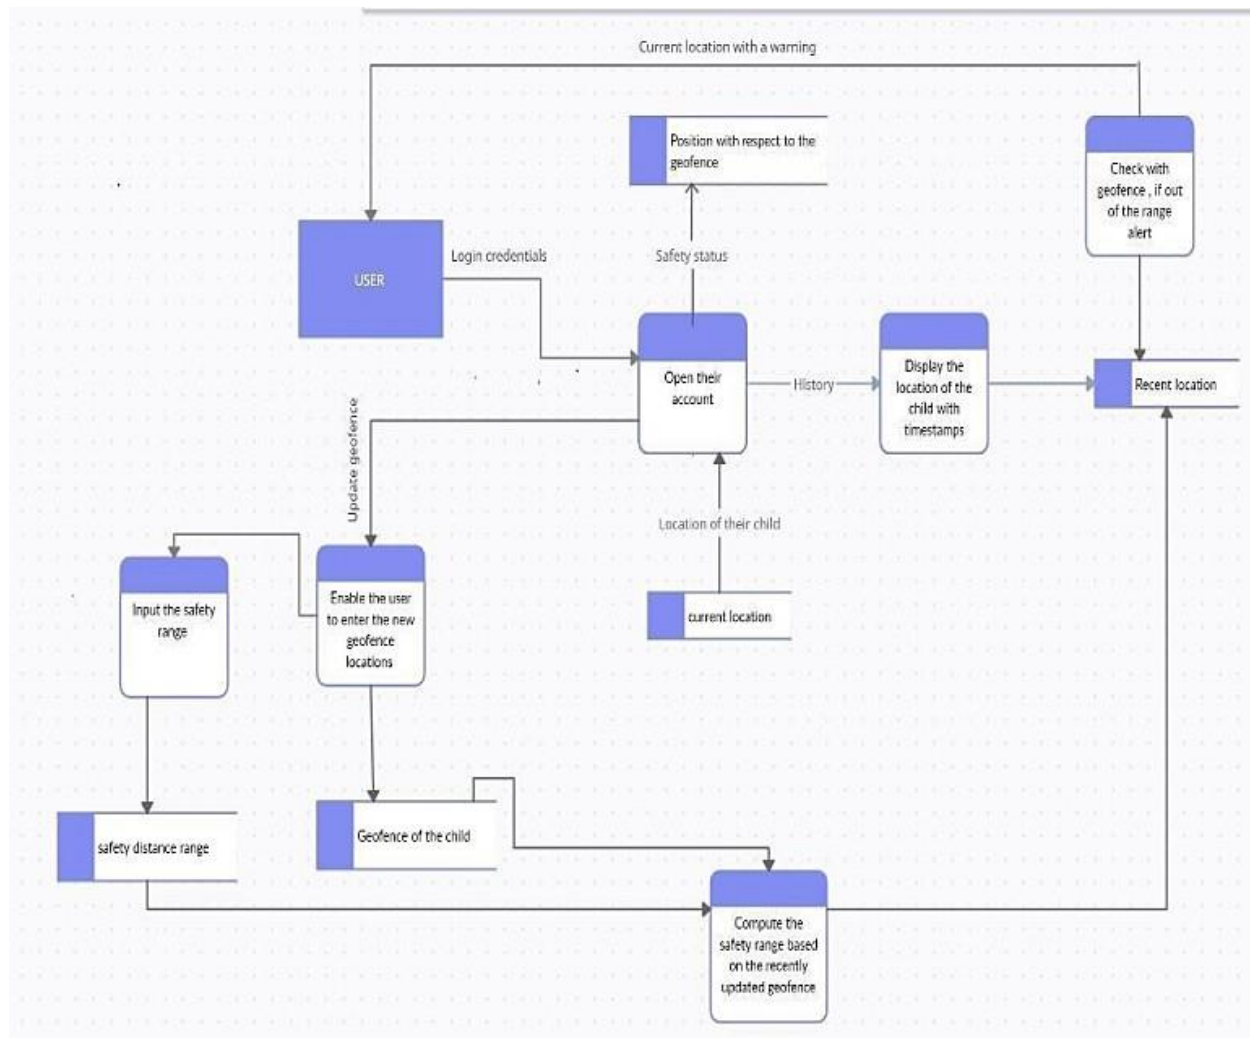 Current location with a warning
Position with respect to the
geofence
Check with
geofence , if out
of the range
alert
USER
Login credentials
Safety status
Open their
account
History
Display the
location of the
child with
timestamps
Recent location
Update geofence
Location of their child
Input the safety
range
Enable the user
to enter the new
geofence
locations
current location
safety distance range
Geofence of the child
Compute the
safety range based
on the recently
updated geofence